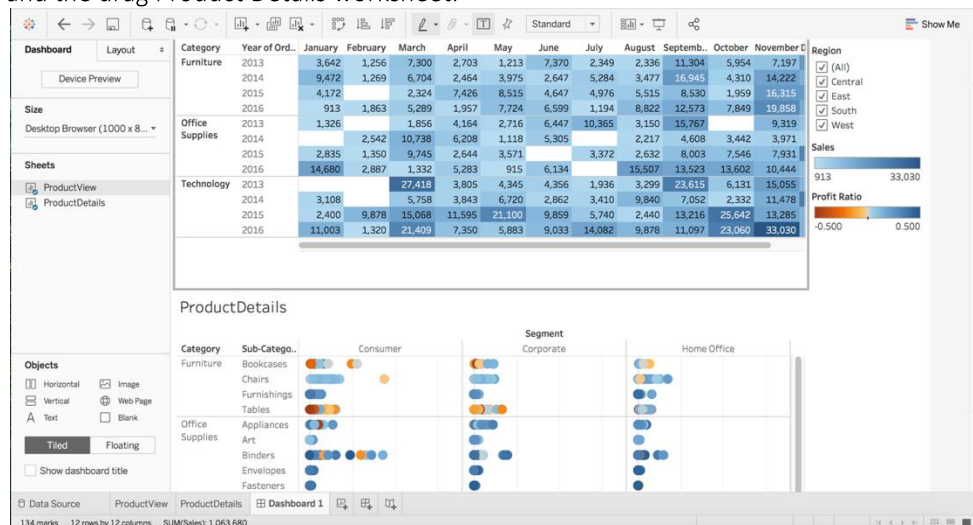 and the drag Product Details worksheet.
Standard
Show Me
Dashboard Layout
Device Preview
Size
Desktop Browser (1000 x 8...
Sheets
ProductView
ProductDetails
Objects
Horizontal Image
Vertical Web Page
Text Blank
Tiled Floating
Show dashboard title
Category Year of Ord.. January February March April May June July August Septemb.. October November D
Furniture 2013 3,642 1,256 7,300 2,703 1,213 7,370 2,349 2,336 11,304 5,954 7,197
2014 9,472 1,269 6,704 2,464 3,975 2,647 5,284 3,477 16,945 4,310 14,222
2015 4,172 2,324 7,426 8,515 4,647 4,976 5,515 8,530 1,959 16,315
2016 913 1,863 5,289 1,957 7,724 6,599 1,194 8,822 12,573 7,849 19,858
Office Supplies 2013 1,326 1,856 4,164 2,716 6,447 10,365 3,150 15,767 9,319
2014 2,542 10,738 6,208 1,118 5,305 2,217 4,608 3,442 3,971
2015 2,835 1,350 9,745 2,644 3,571 3,372 2,632 8,003 7,546 7,931
2016 14,680 2,887 1,332 5,283 915 6,134 15,507 13,523 13,602 10,444
Technology 2013 27,418 3,805 4,345 4,356 1,936 3,299 23,615 6,131 15,055
2014 3,108 5,758 3,843 6,720 2,862 3,410 9,840 7,052 2,332 11,478
2015 2,400 9,878 15,068 11,595 21,100 9,859 5,740 2,440 13,216 25,642 13,285
2016 11,003 1,320 21,409 7,350 5,883 9,033 14,082 9,878 11,097 23,060 33,030
Region
(All)
Central
East
South
West
Sales
913 33,030
Profit Ratio
-0.500 0.500
ProductDetails
Segment
Category Sub-Catego.. Consumer Corporate Home Office
Furniture Bookcases
Chairs
Furnishings
Tables
Office Supplies Appliances
Art
Binders
Envelopes
Fasteners
Data Source ProductView ProductDetails Dashboard 1
134 marks 12 rows by 12 columns SUM(Sales): 1,063,680